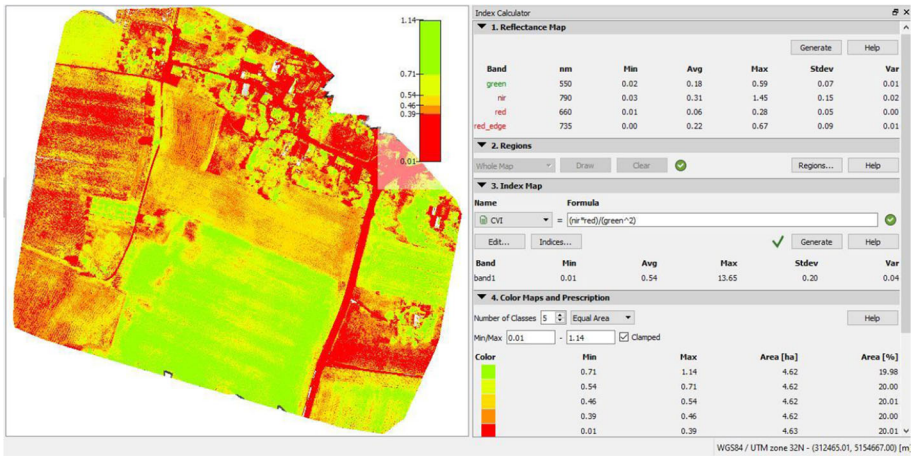 1.14
0.71
0.54
0.46
0.39
0.01
Index Calculator
1. Reflectance Map
Generate Help
Band nm Min Avg Max Stdev Var
green 550 0.02 0.18 0.59 0.07 0.01
nir 790 0.03 0.31 1.45 0.15 0.02
red 660 0.01 0.06 0.28 0.05 0.00
red_edge 735 0.00 0.22 0.67 0.09 0.01
2. Regions
Whole Map Draw Clear Regions... Help
3. Index Map
Name Formula
CVI = (nir*red)/(green^2)
Edit... Indices... Generate Help
Band Min Avg Max Stdev Var
band1 0.01 0.54 13.65 0.20 0.04
4. Color Maps and Prescription
Number of Classes 5 Equal Area Help
Min/Max 0.01 - 1.14 Clamped
Color Min Max Area [ha] Area [%]
0.71 1.14 4.62 19.98
0.54 0.71 4.62 20.00
0.46 0.54 4.62 20.01
0.39 0.46 4.62 20.00
0.01 0.39 4.63 20.01
WGS84 / UTM zone 32N - (312465.01, 5154667.00) [m